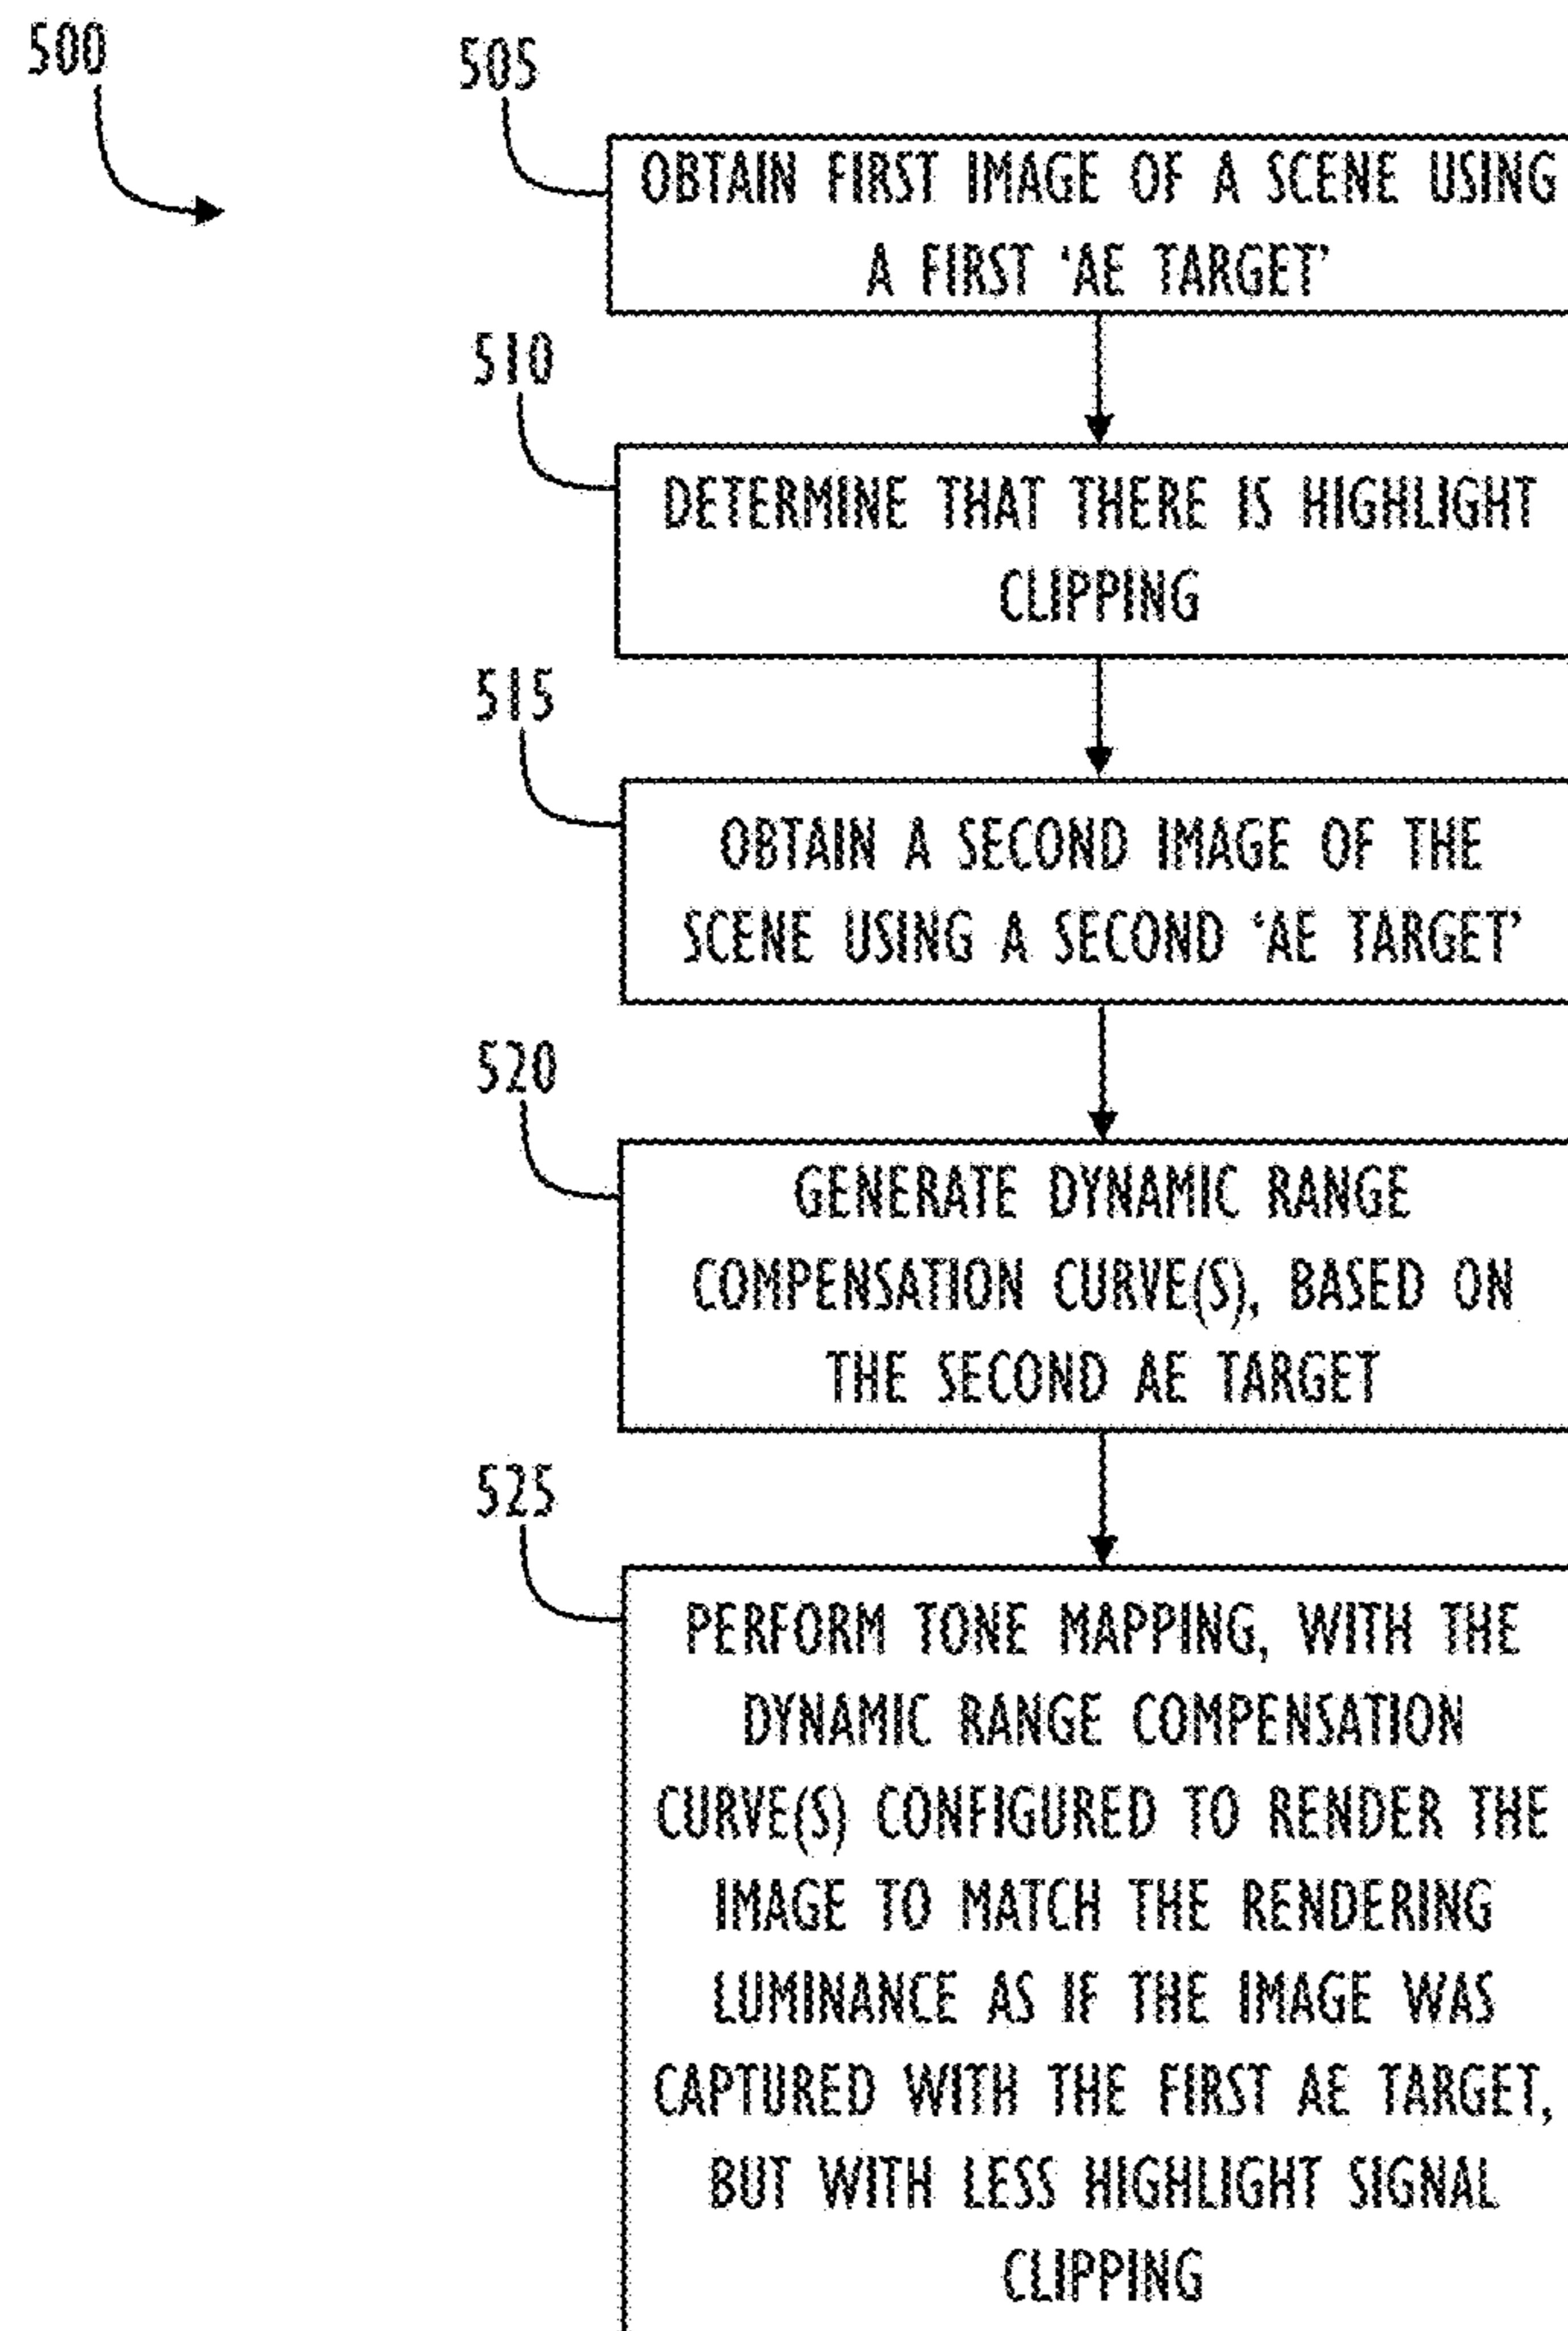 500
505
OBTAIN FIRST IMAGE OF A SCENE USING
A FIRST ‘AE TARGET’
510
DETERMINE THAT THERE IS HIGHLIGHT
CLIPPING
515
OBTAIN A SECOND IMAGE OF THE
SCENE USING A SECOND ‘AE TARGET’
520
GENERATE DYNAMIC RANGE
COMPENSATION CURVE(S), BASED ON
THE SECOND AE TARGET
525
PERFORM TONE MAPPING, WITH THE
DYNAMIC RANGE COMPENSATION
CURVE(S) CONFIGURED TO RENDER THE
IMAGE TO MATCH THE RENDERING
LUMINANCE AS IF THE IMAGE WAS
CAPTURED WITH THE FIRST AE TARGET,
BUT WITH LESS HIGHLIGHT SIGNAL
CLIPPING